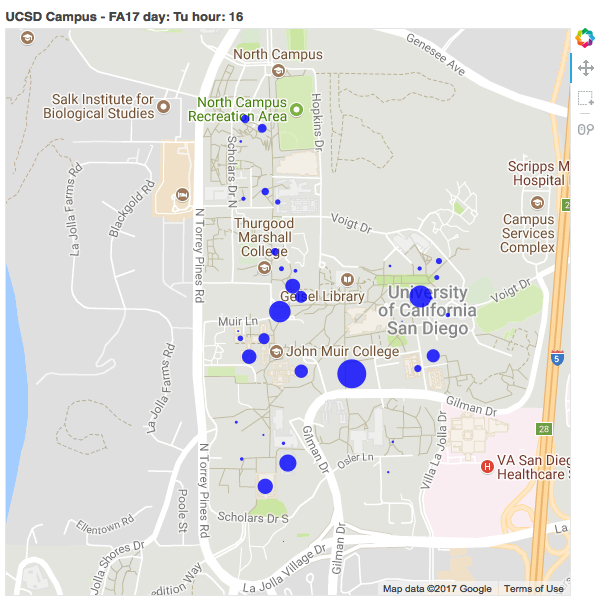 UCSD Campus - FA17 day: Tu hour: 16
Genesee Ave
North Campus
Salk Institute for
Biological Studies
North Campus
Recreation Area
Hopkins Dr
Scholars Dr N
La Jolla Farms Rd
Blackgold Rd
Scripps M
Hospital
2
Campus
Services
Complex
N Torrey Pines Rd
Voigt Dr
Thurgood
Marshall
College
Geisel Library
Voigt Dr
University
of California
San Diego
Muir Ln
John Muir College
5
La Jolla Farms Rd
Gilman Dr
28
Gilman Dr
Villa La Jolla Dr
Osler Ln
H
VA San Dieg
Healthcare S
N Torrey Pines Rd
Poole St
Ellentown Rd
Scholars Dr S
La
La Jolla Shores Dr
Gilman Dr
La Jolla Village Dr
edition Way
Map data ©2017 Google
Terms of Use